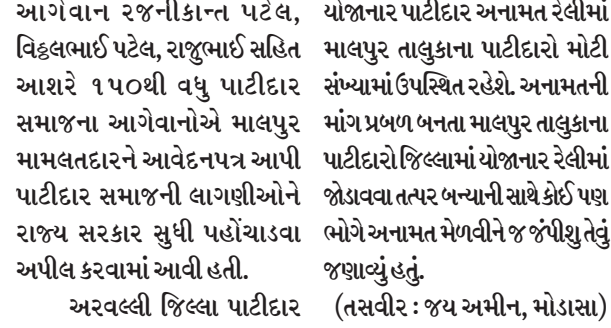 આગેવાન રજનીકાન્ત પટેલ,
વિઠ્ઠલભાઈ પટેલ, રાજુભાઈ સહિત
આશરે ૧૫૦થી વધુ પાટીદાર
સમાજના આગેવાનોએ માલપુર
મામલતદારને આવેદનપત્ર આપી
પાટીદાર સમાજની લાગણીઓને
રાજ્ય સરકાર સુધી પહોંચાડવા
અપીલ કરવામાં આવી હતી.
અરવલ્લી જિલ્લા પાટીદાર
યોજાનાર પાટીદાર અનામત રેલીમાં
માલપુર તાલુકાના પાટીદારો મોટી
સંખ્યામાં ઉપસ્થિત રહેશે. અનામતની
માંગ પ્રબળ બનતા માલપુર તાલુકાના
પાટીદારો જિલ્લામાં યોજાનાર રેલીમાં
જોડાવવા તત્પર બન્યાની સાથે કોઈ પણ
ભોગે અનામત મેળવીને જ જંપીશુ તેવું
જણાવ્યું હતું.
(તસવીર : જય અમીન, મોડાસા)